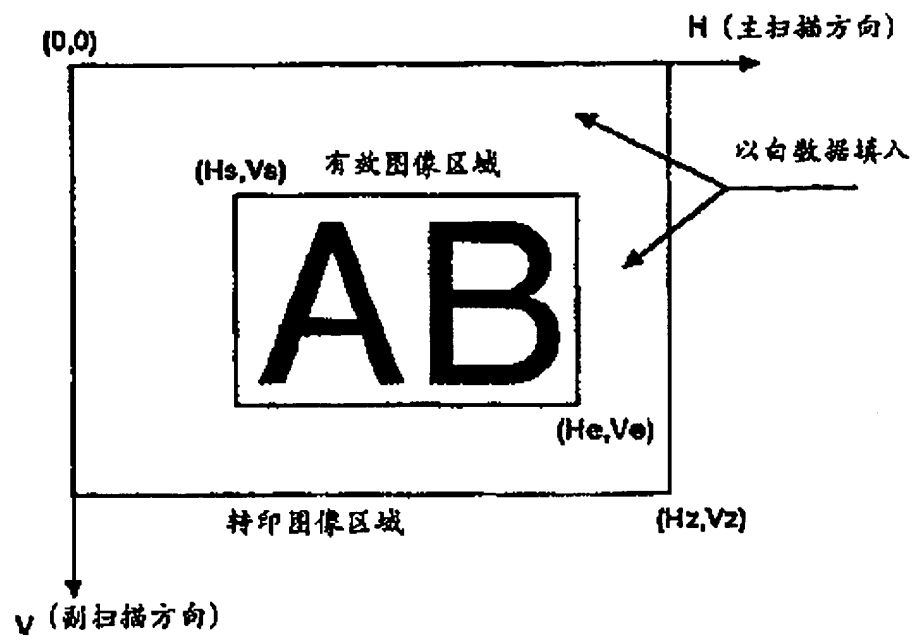 (0,0)
H (主扫描方向)
以白数据填入
(Hs,Vs) 有效图像区域
AB
(He,Ve)
转印图像区域
(Hz,Vz)
V (副扫描方向)